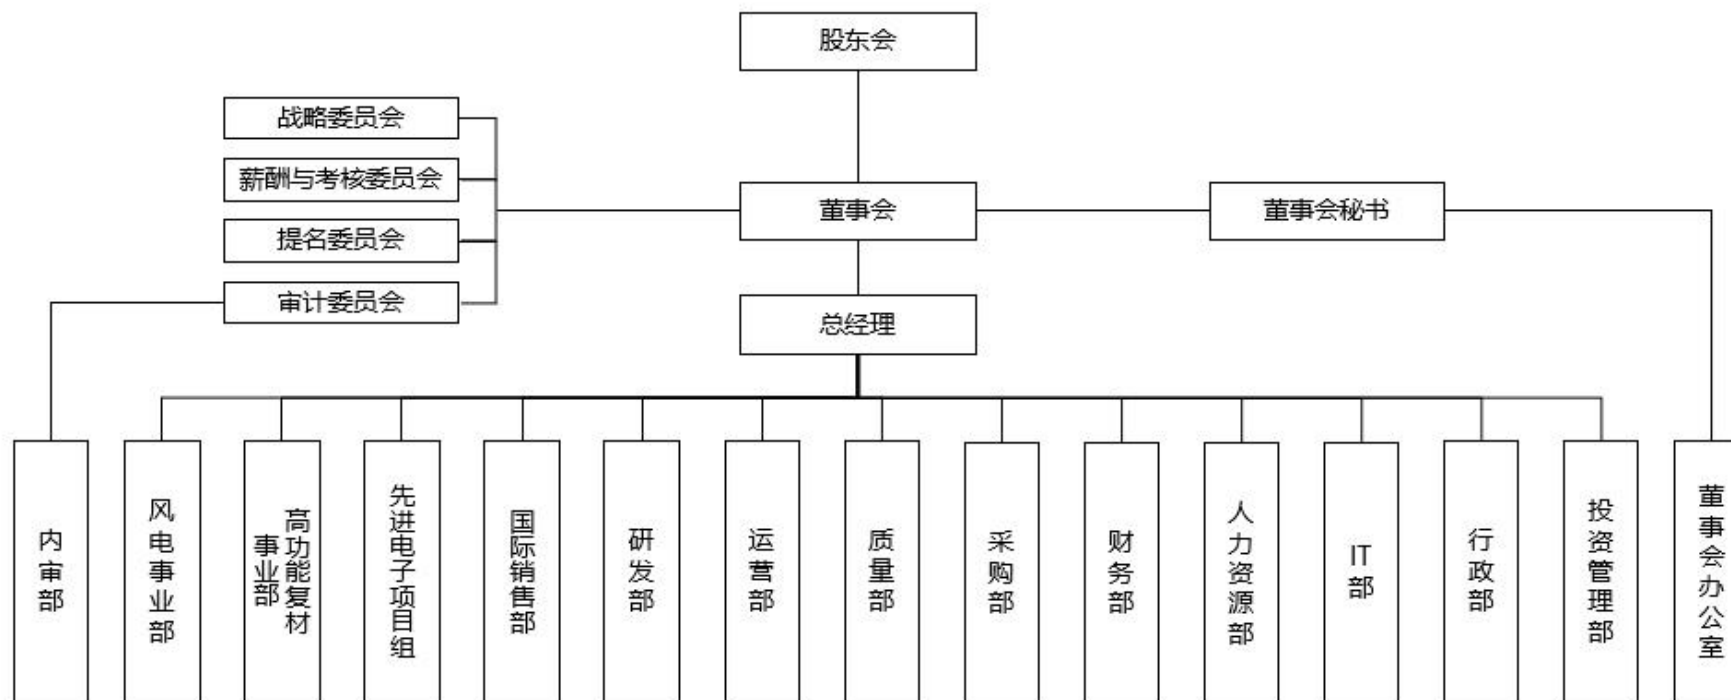 股东会
战略委员会
薪酬与考核委员会
提名委员会
审计委员会
董事会
董事会秘书
总经理
内审部
风电事业部
高功能复材
事业部
先进电子项目组
国际销售部
研发部
运营部
质量部
采购部
财务部
人力资源部
IT部
行政部
投资管理部
董事会办公室